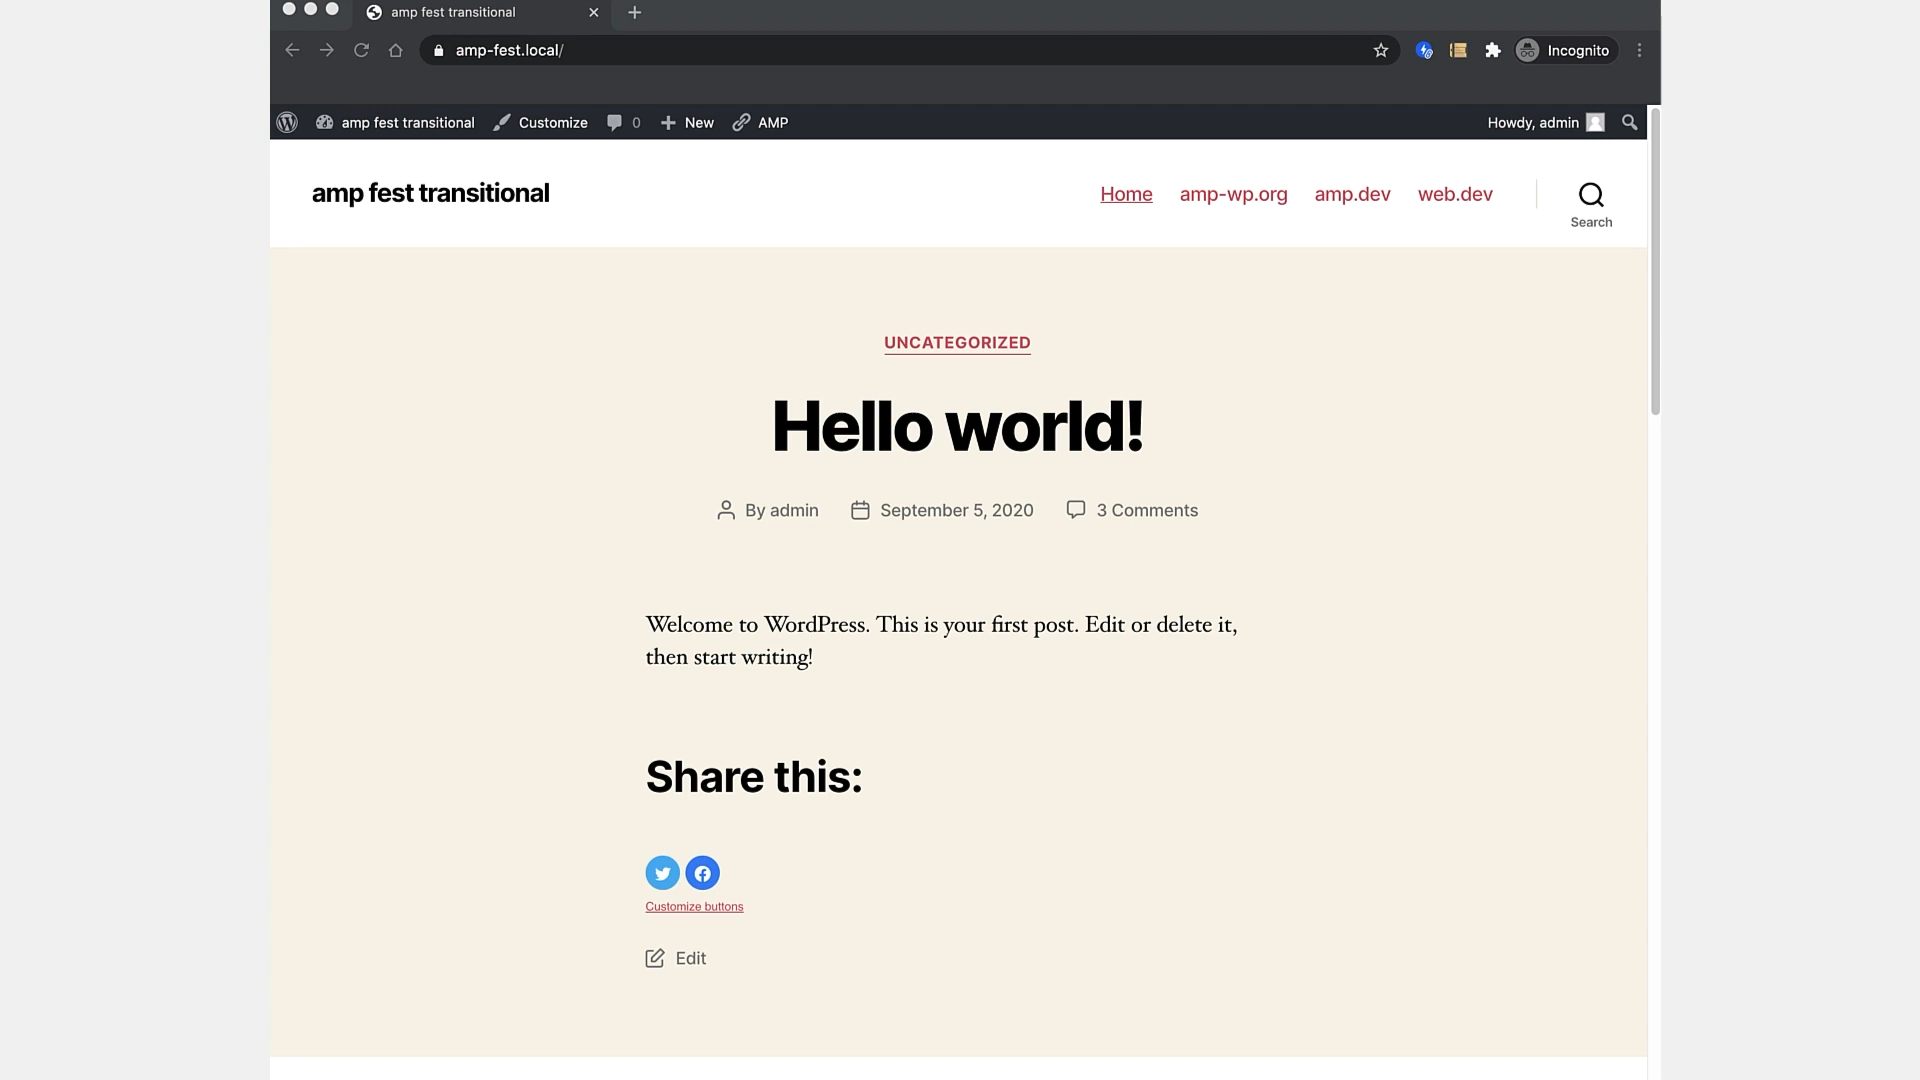 amp fest transitional
amp-fest.local/
Incognito
amp fest transitional Customize 0 New AMP Howdy, admin
amp fest transitional
Home amp-wp.org amp.dev web.dev
Search
UNCATEGORIZED
Hello world!
By admin September 5, 2020 3 Comments
Welcome to WordPress. This is your first post. Edit or delete it,
then start writing!
Share this:
Customize buttons
Edit